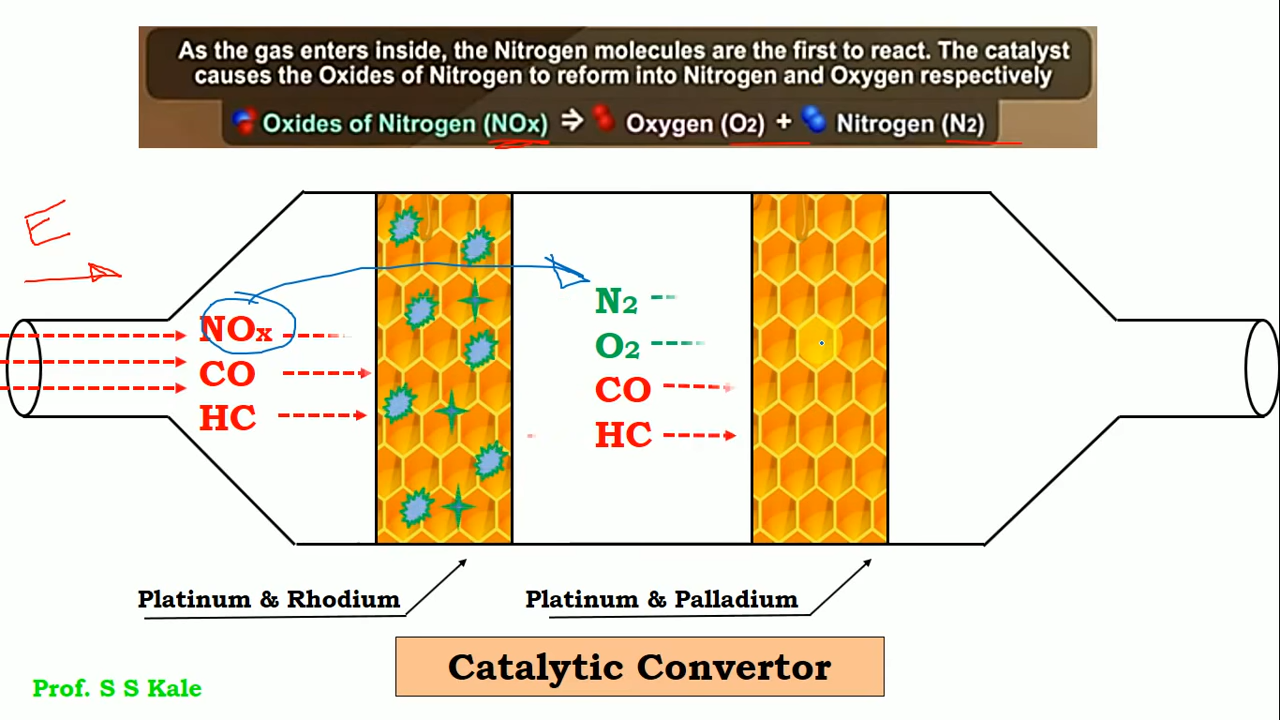 As the gas enters inside, the Nitrogen molecules are the first to react. The catalyst
causes the Oxides of Nitrogen to reform into Nitrogen and Oxygen respectively
Oxides of Nitrogen (NOx) ⇒ Oxygen (O2) + Nitrogen (N2)
E
NOx
CO
HC
N2
O2
CO
HC
Platinum & Rhodium
Platinum & Palladium
Catalytic Convertor
Prof. S S Kale